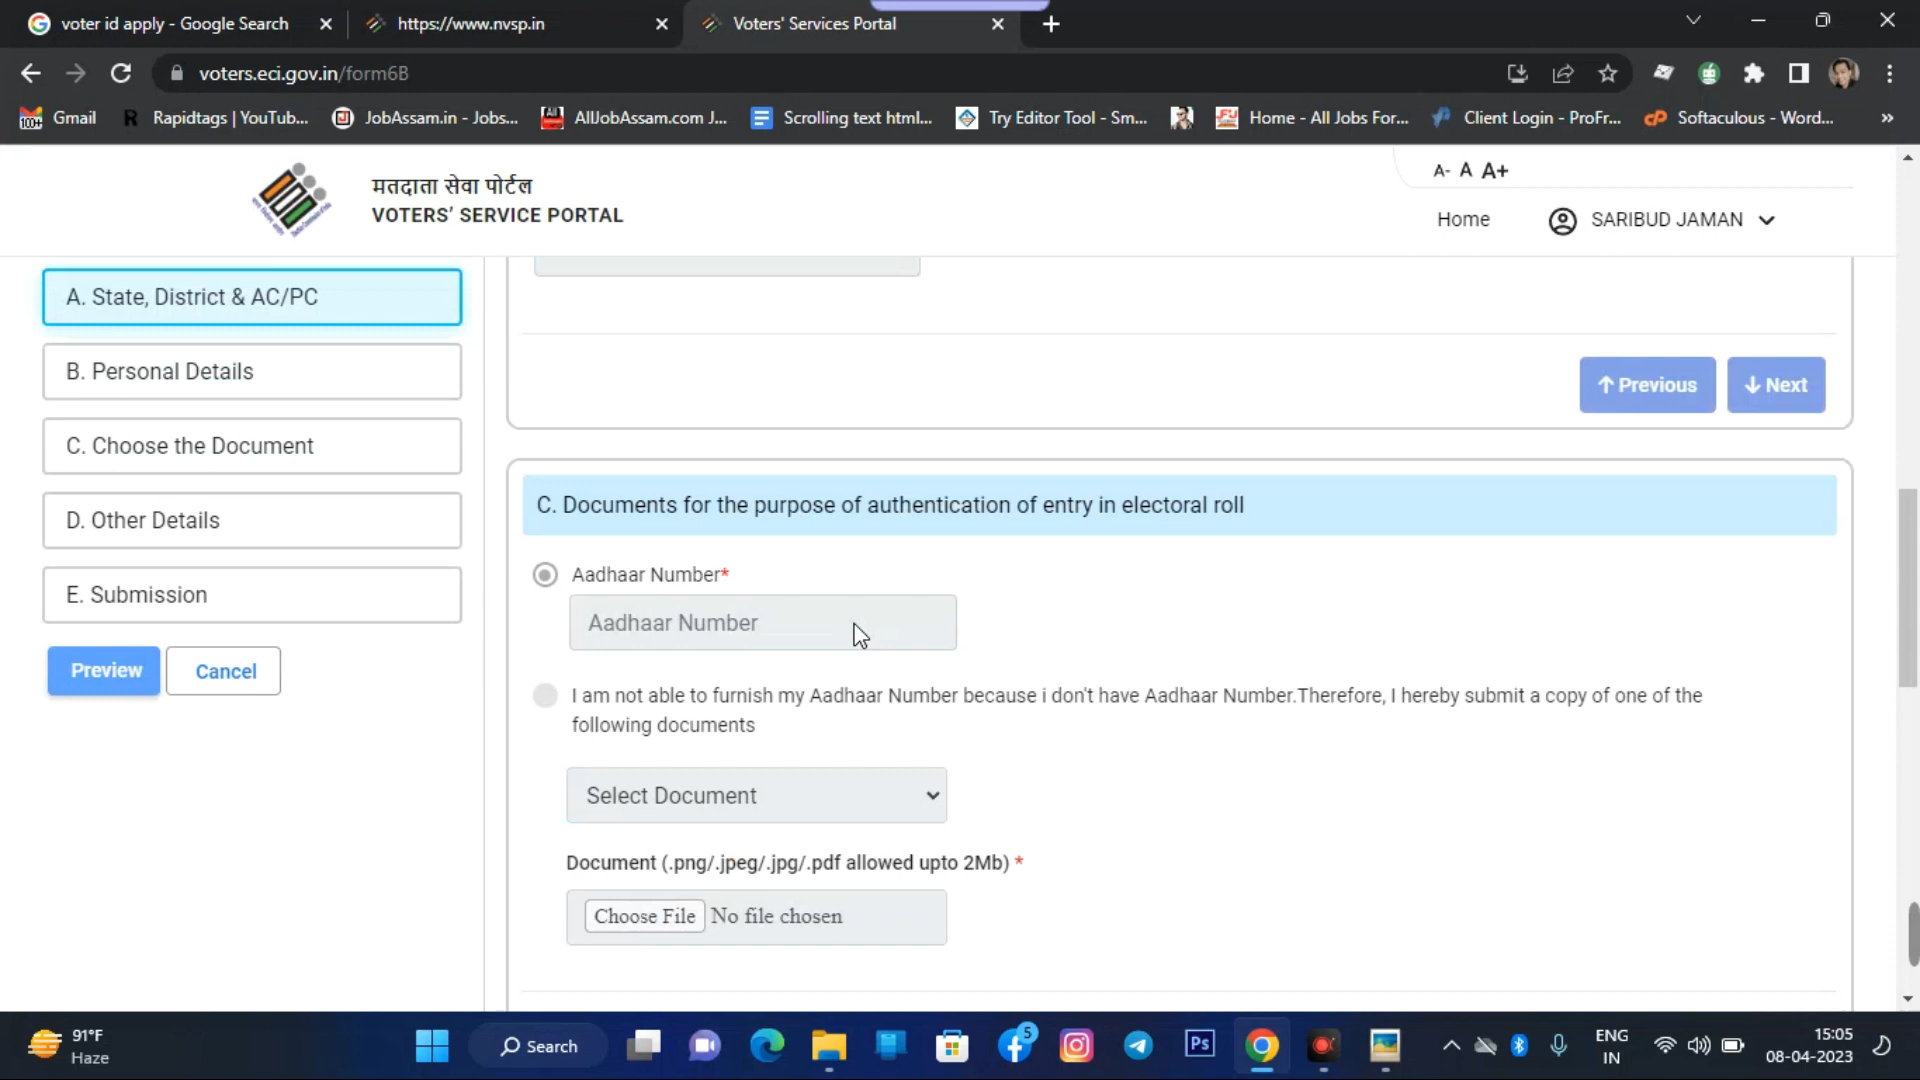 voter id apply - Google Search
https://www.nvsp.in
Voters' Services Portal
voters.eci.gov.in/form6B
100+
Gmail
Rapidtags | YouTub...
JobAssam.in - Jobs...
AllJobAssam.com J...
Scrolling text html...
Try Editor Tool - Sm...
Home - All Jobs For...
Client Login - ProFr...
Softaculous - Word...
»
मतदाता सेवा पोर्टल
VOTERS' SERVICE PORTAL
A- A A+
Home
SARIBUD JAMAN
A. State, District & AC/PC
B. Personal Details
C. Choose the Document
D. Other Details
E. Submission
Preview
Cancel
Previous
Next
C. Documents for the purpose of authentication of entry in electoral roll
Aadhaar Number*
Aadhaar Number
I am not able to furnish my Aadhaar Number because i don't have Aadhaar Number.Therefore, I hereby submit a copy of one of the
following documents
Select Document
Document (.png/.jpeg/.jpg/.pdf allowed upto 2Mb) *
Choose File No file chosen
91°F
Haze
Search
5
Ps
ENG
IN
15:05
08-04-2023